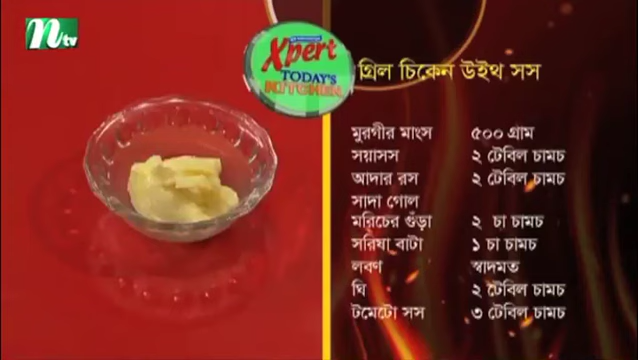 ntv
Xpert
TODAY'S
KITCHEN
গ্রিল চিকেন উইথ সস
মুরগীর মাংস ৫০০ গ্রাম
সয়াসস ২ টেবিল চামচ
আদার রস ২ টেবিল চামচ
সাদা গোল
মরিচের গুঁড়া ২ চা চামচ
সরিষা বাটা ১ চা চামচ
লবণ স্বাদমত
ঘি ২ টেবিল চামচ
টমেটো সস ৩ টেবিল চামচ